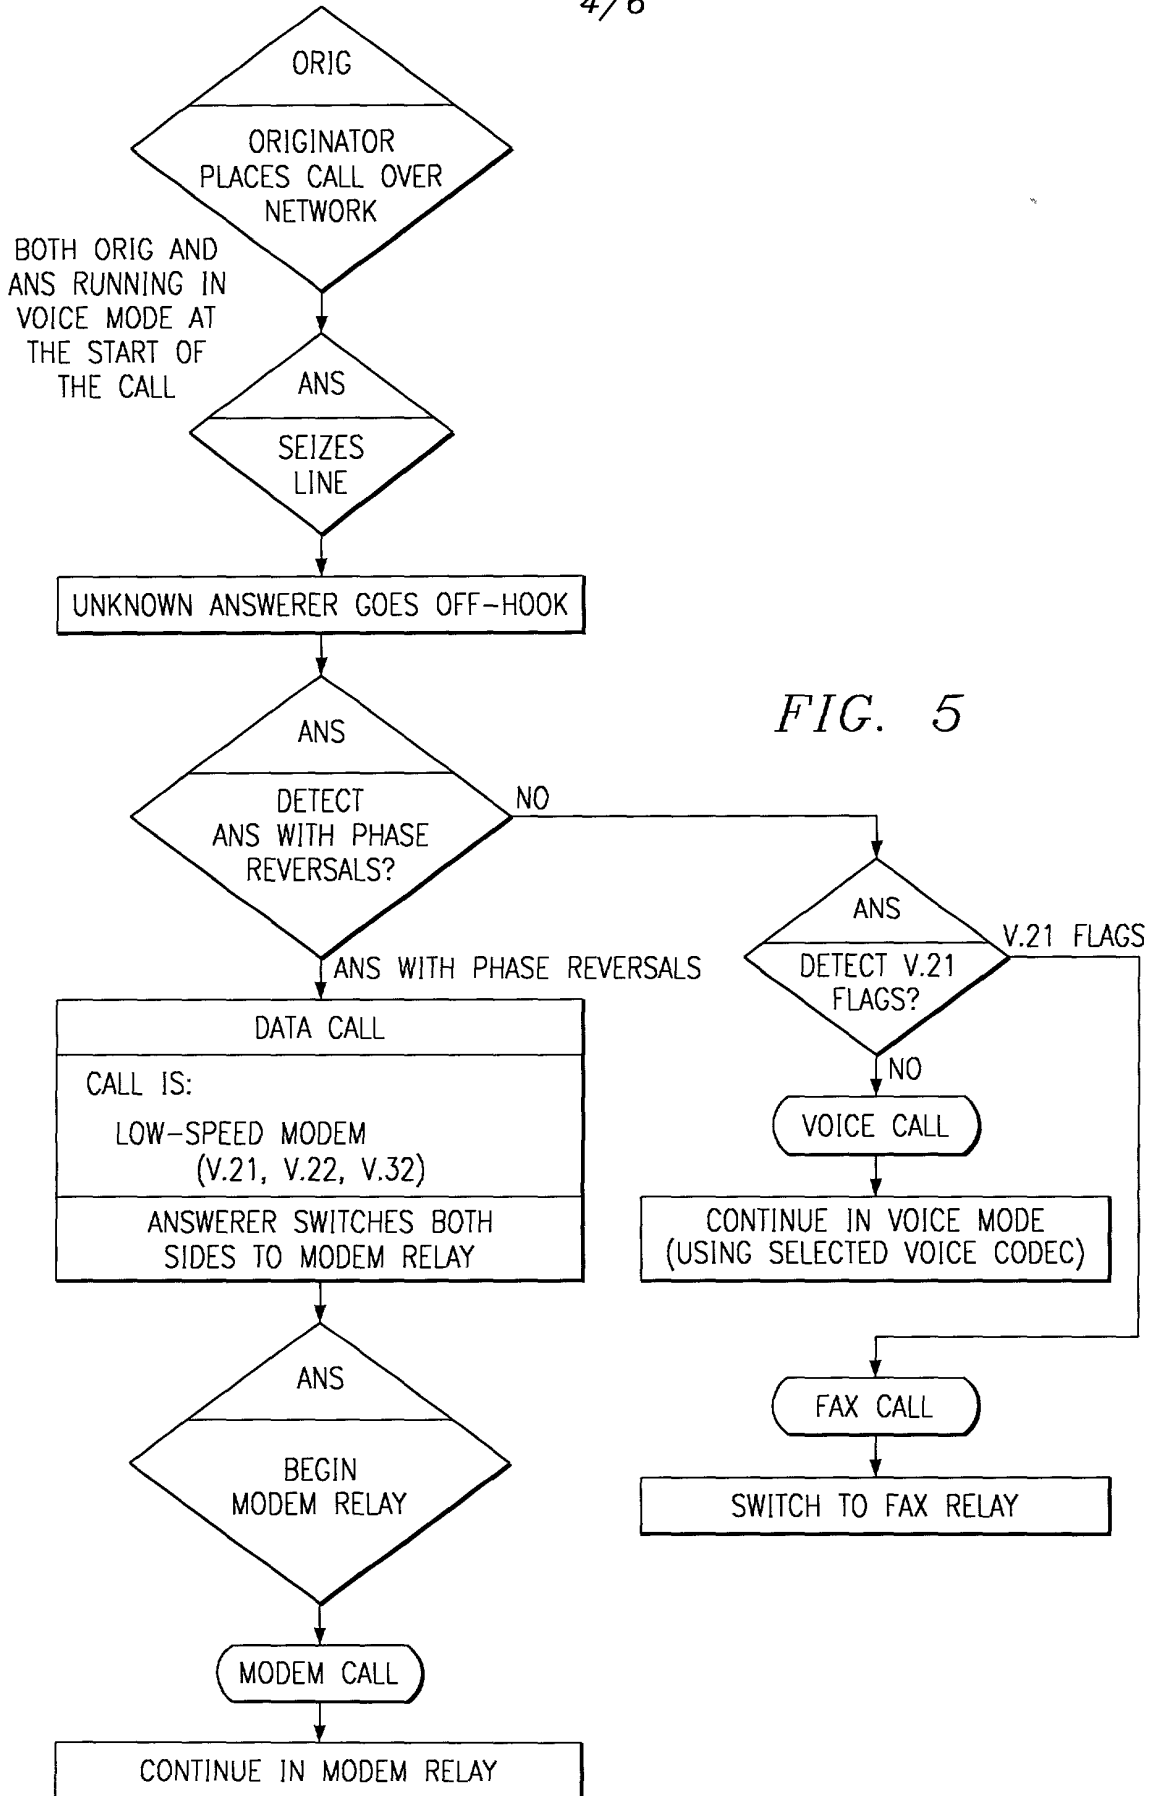 4/6
ORIG
ORIGINATOR
PLACES CALL OVER
NETWORK
BOTH ORIG AND
ANS RUNNING IN
VOICE MODE AT
THE START OF
THE CALL
ANS
SEIZES
LINE
UNKNOWN ANSWERER GOES OFF-HOOK
FIG. 5
ANS
DETECT
ANS WITH PHASE
REVERSALS?
NO
ANS WITH PHASE REVERSALS
ANS
DETECT V.21
FLAGS?
V.21 FLAGS
NO
DATA CALL
CALL IS:
LOW-SPEED MODEM
(V.21, V.22, V.32)
ANSWERER SWITCHES BOTH
SIDES TO MODEM RELAY
VOICE CALL
CONTINUE IN VOICE MODE
(USING SELECTED VOICE CODEC)
ANS
BEGIN
MODEM RELAY
FAX CALL
SWITCH TO FAX RELAY
MODEM CALL
CONTINUE IN MODEM RELAY